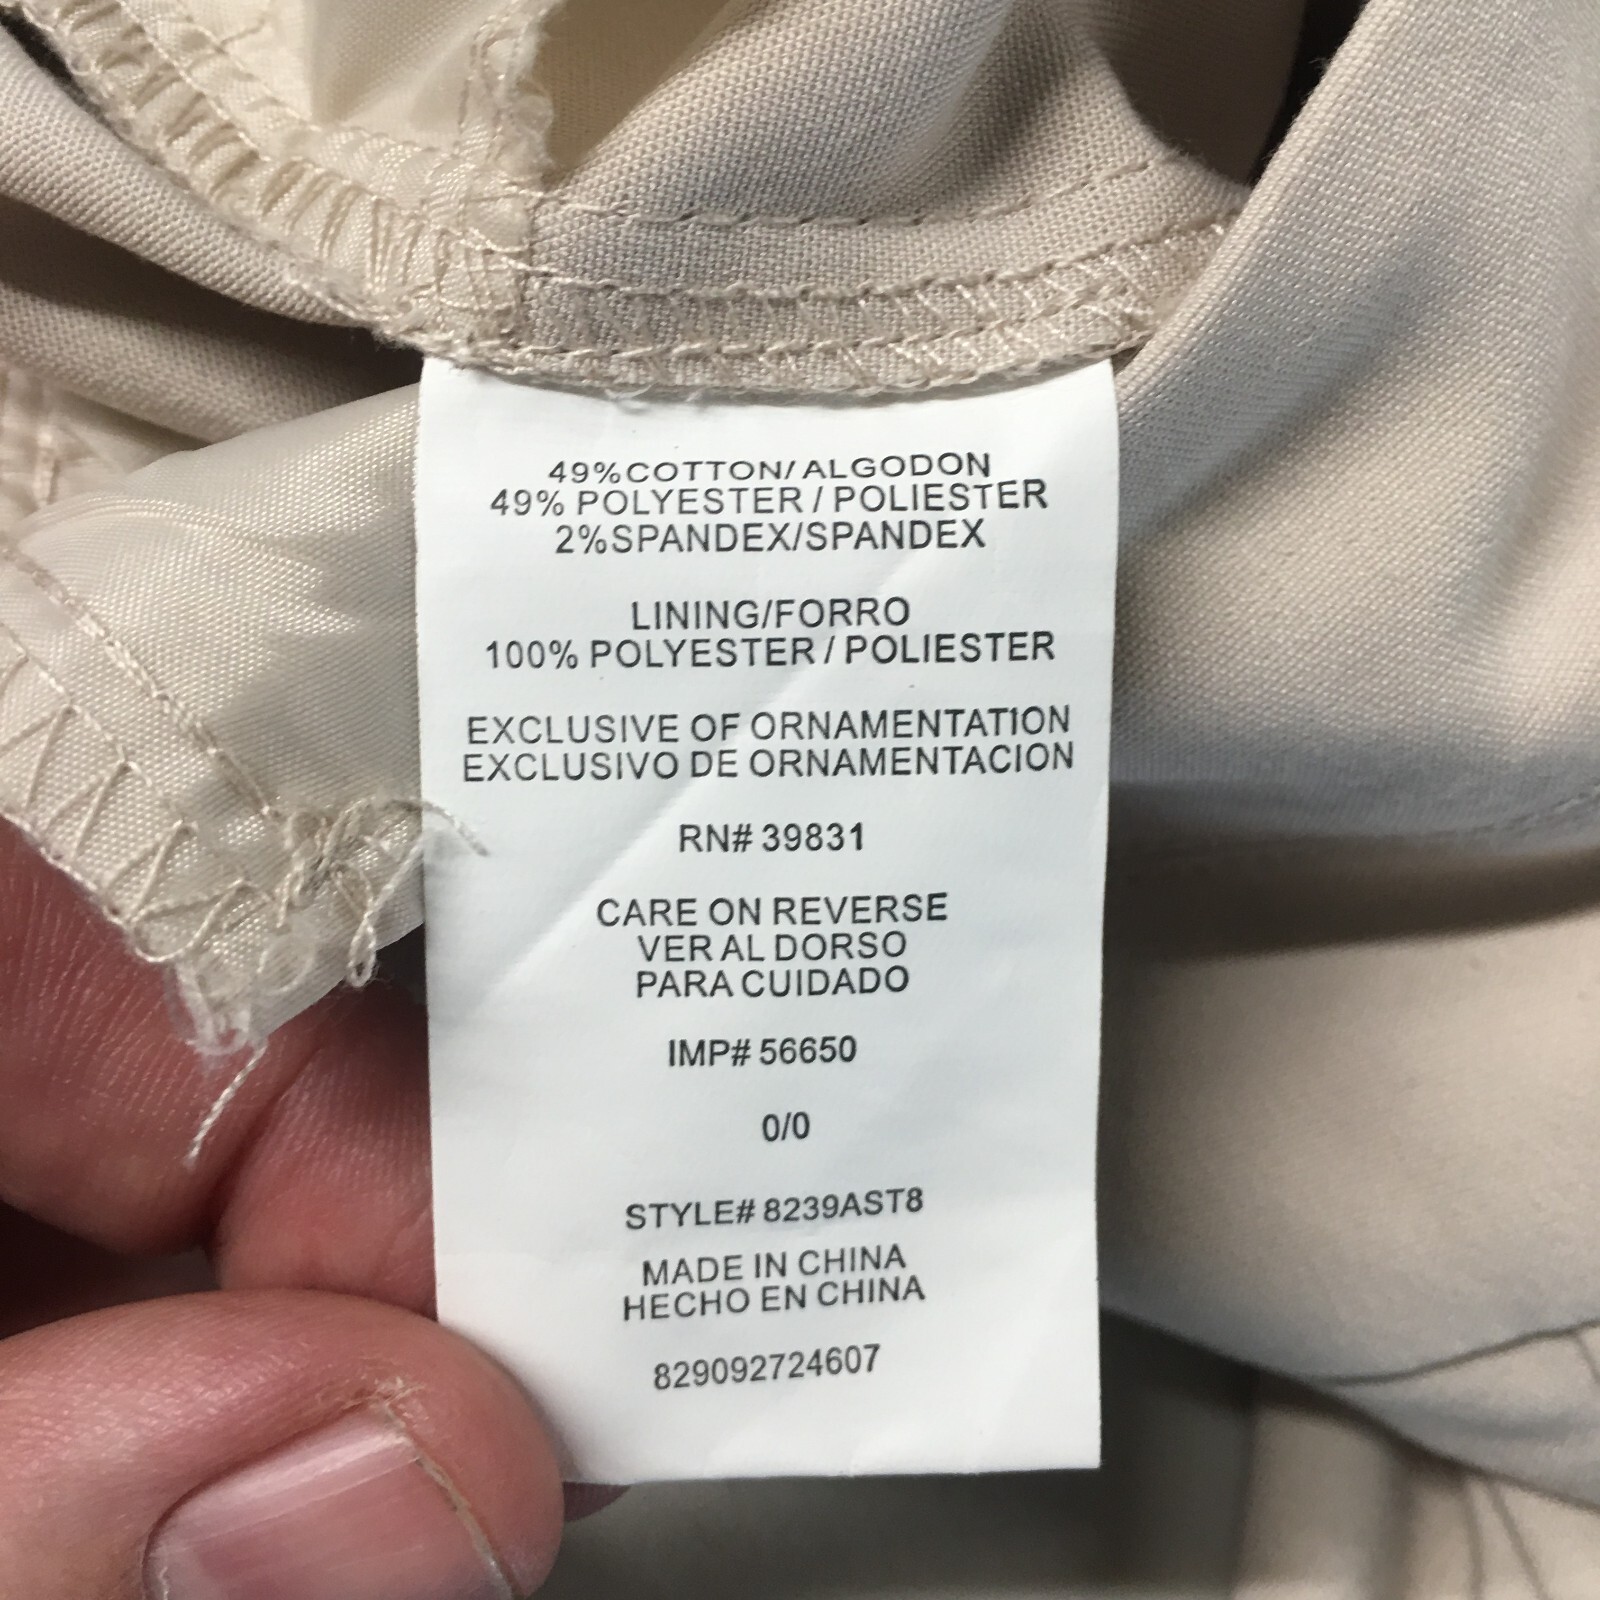 49%COTTON/ALGODON
49% POLYESTER / POLIESTER
2%SPANDEX/SPANDEX
LINING/FORRO
100% POLYESTER / POLIESTER
EXCLUSIVE OF ORNAMENTATION
EXCLUSIVO DE ORNAMENTACION
RN# 39831
CARE ON REVERSE
VER AL DORSO
PARA CUIDADO
IMP# 56650
0/0
STYLE# 8239AST8
MADE IN CHINA
HECHO EN CHINA
829092724607